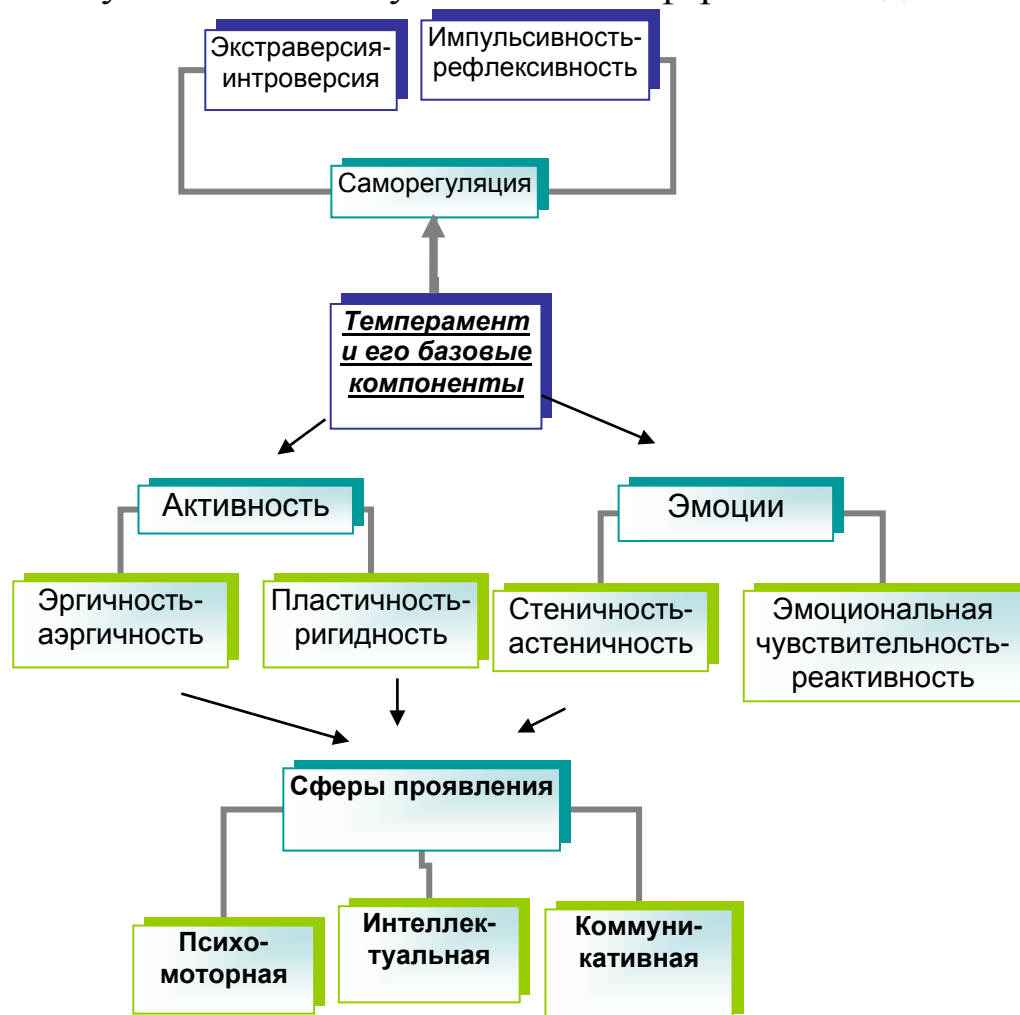 Экстраверсия-
интроверсия
Импульсивность-
рефлексивность
Саморегуляция
Темперамент
и его базовые
компоненты
Активность
Эмоции
Эргичность-
аэргичность
Пластичность-
ригидность
Стеничность-
астеничность
Эмоциональная
чувствительность-
реактивность
Сферы проявления
Психо-
моторная
Интеллек-
туальная
Коммуни-
кативная